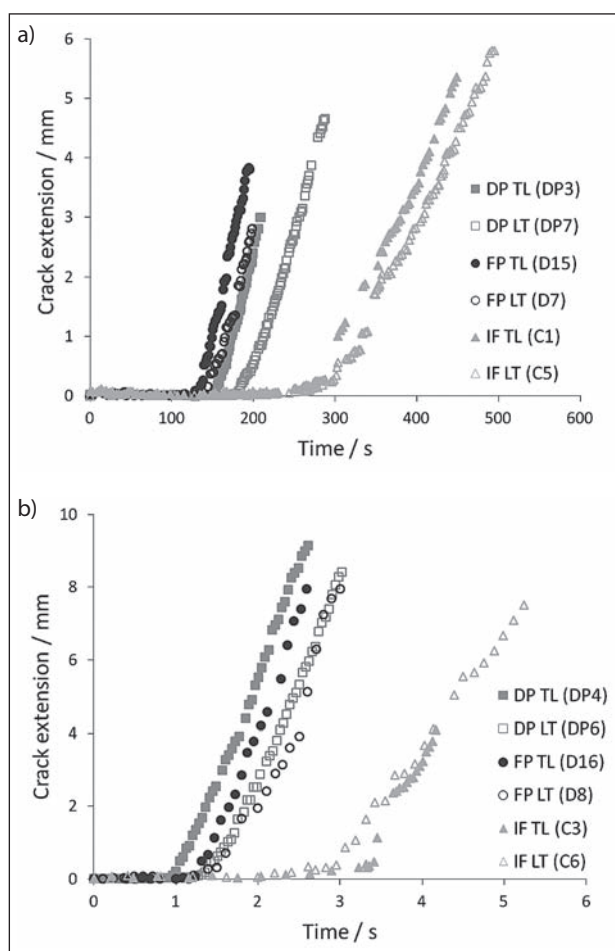 a)
6
5
4
3
2
1
0
Crack extension / mm
DP TL (DP3)
DP LT (DP7)
FP TL (D15)
FP LT (D7)
IF TL (C1)
IF LT (C5)
0 100 200 300 400 500 600
Time / s
b)
10
8
6
4
2
0
Crack extension / mm
DP TL (DP4)
DP LT (DP6)
FP TL (D16)
FP LT (D8)
IF TL (C3)
IF LT (C6)
0 1 2 3 4 5 6
Time / s